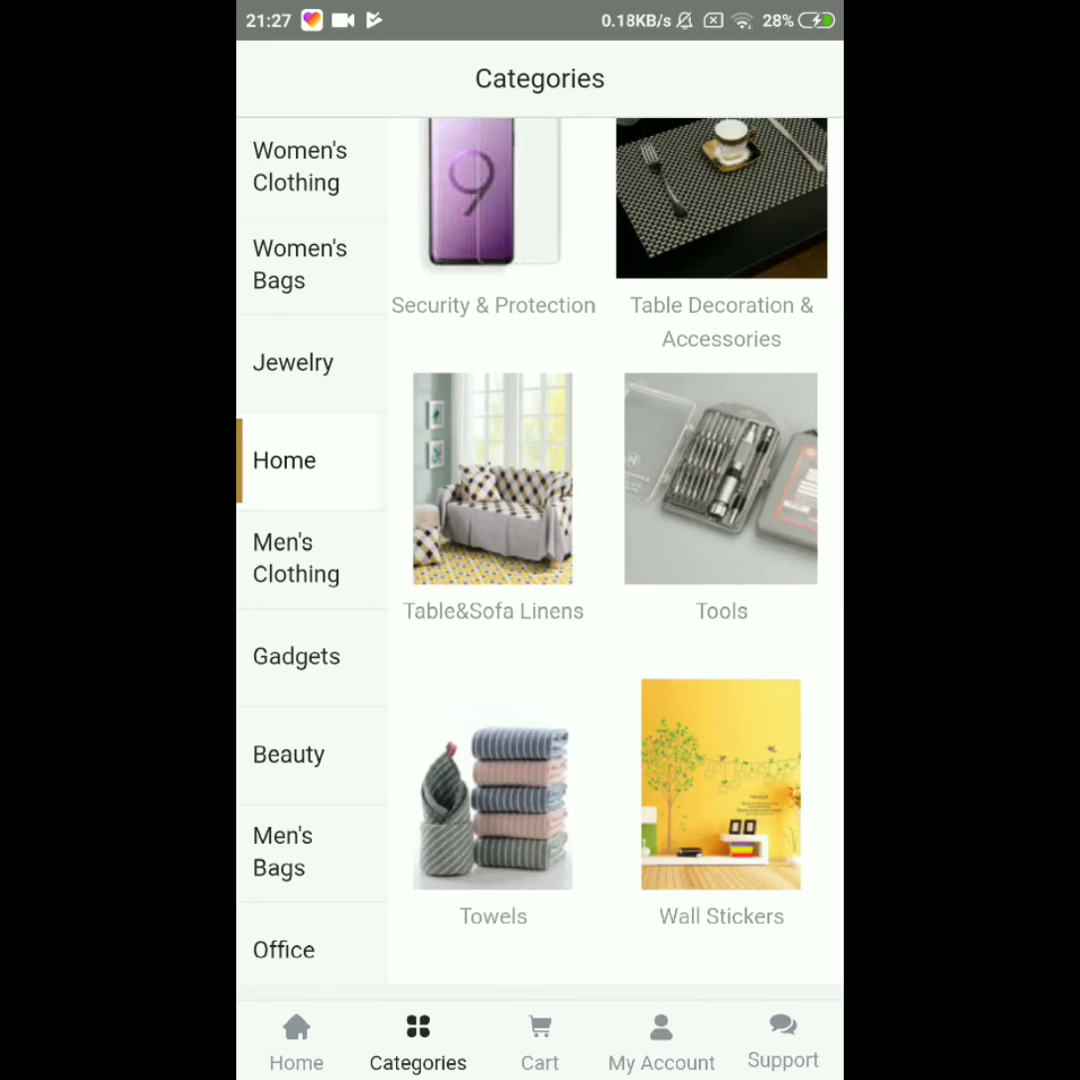 21:27
0.18KB/s
28%
Categories
Women's
Clothing
Women's
Bags
Jewelry
Home
Men's
Clothing
Gadgets
Beauty
Men's
Bags
Office
9
Security & Protection
Table Decoration &
Accessories
Table&Sofa Linens
Tools
Towels
Wall Stickers
Home
Categories
Cart
My Account
Support